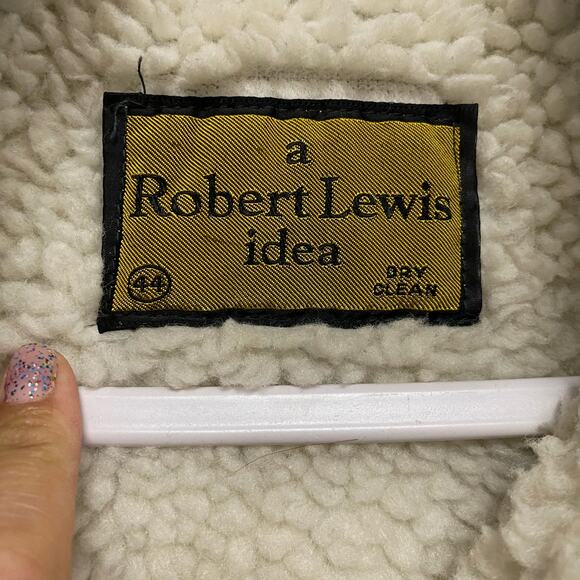 a
Robert Lewis
idea
44
DRY
CLEAN